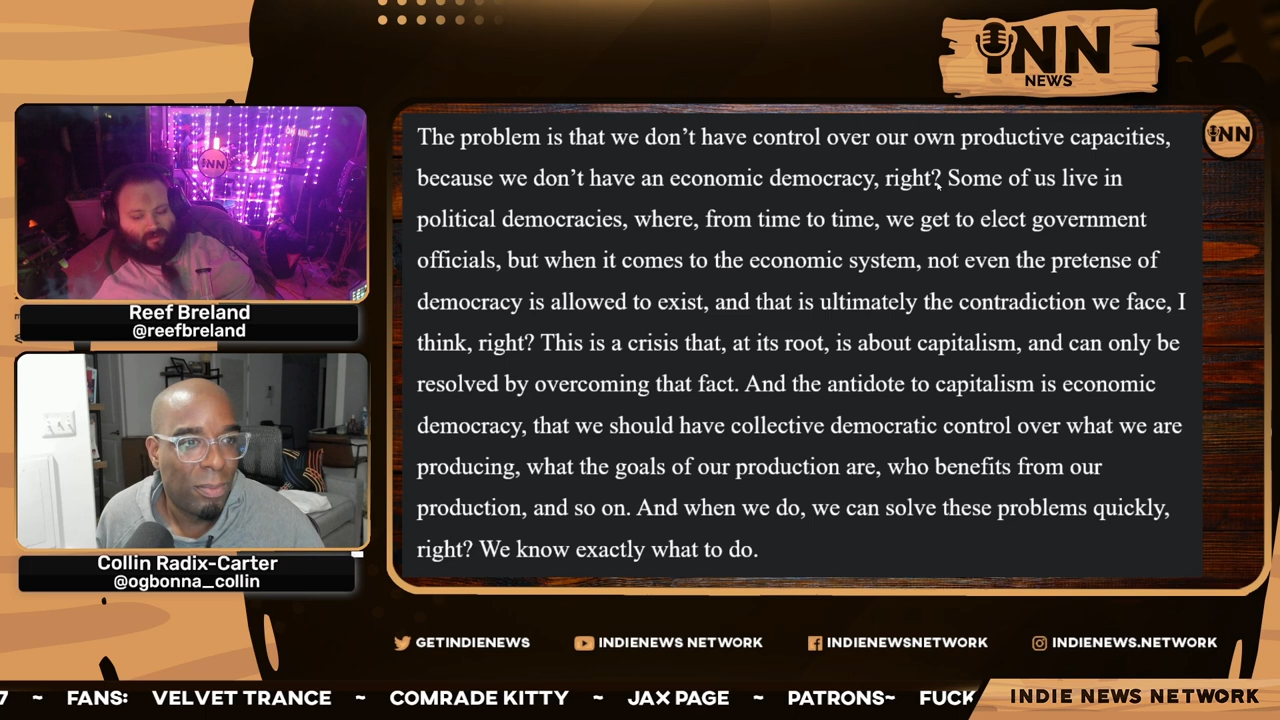 INN
NEWS
INN
INN
The problem is that we don’t have control over our own productive capacities,
because we don’t have an economic democracy, right? Some of us live in
political democracies, where, from time to time, we get to elect government
officials, but when it comes to the economic system, not even the pretense of
democracy is allowed to exist, and that is ultimately the contradiction we face, I
think, right? This is a crisis that, at its root, is about capitalism, and can only be
resolved by overcoming that fact. And the antidote to capitalism is economic
democracy, that we should have collective democratic control over what we are
producing, what the goals of our production are, who benefits from our
production, and so on. And when we do, we can solve these problems quickly,
right? We know exactly what to do.
Reef Breland
@reefbreland
Collin Radix-Carter
@ogbonna_collin
GETINDIENEWS INDIENEWS NETWORK INDIENEWSNETWORK INDIENEWS.NETWORK
7 ~ FANS: VELVET TRANCE ~ COMRADE KITTY ~ JAX PAGE ~ PATRONS~ FUCK
INDIE NEWS NETWORK